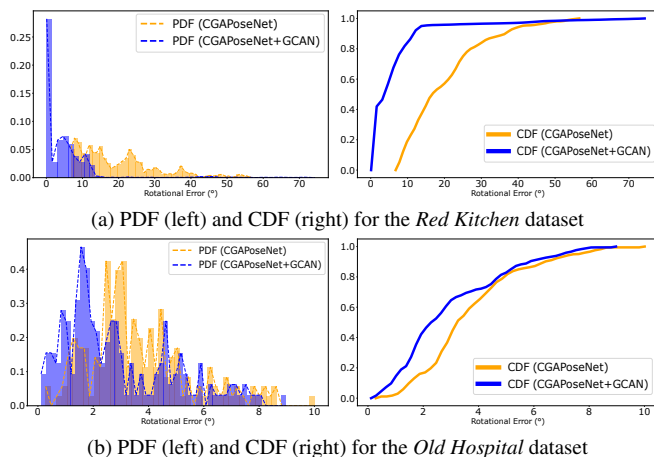 PDF (CGAPoseNet)
PDF (CGAPoseNet+GCAN)
0.25
0.20
0.15
0.10
0.05
0.00
0 10 20 30 40 50 60 70
Rotational Error (°)
1.0
0.8
0.6
0.4
0.2
0.0
CDF (CGAPoseNet)
CDF (CGAPoseNet+GCAN)
0 10 20 30 40 50 60 70
Rotational Error (°)
(a) PDF (left) and CDF (right) for the Red Kitchen dataset
PDF (CGAPoseNet)
PDF (CGAPoseNet+GCAN)
0.4
0.3
0.2
0.1
0.0
0 2 4 6 8 10
Rotational Error (°)
1.0
0.8
0.6
0.4
0.2
0.0
CDF (CGAPoseNet)
CDF (CGAPoseNet+GCAN)
0 2 4 6 8 10
Rotational Error (°)
(b) PDF (left) and CDF (right) for the Old Hospital dataset